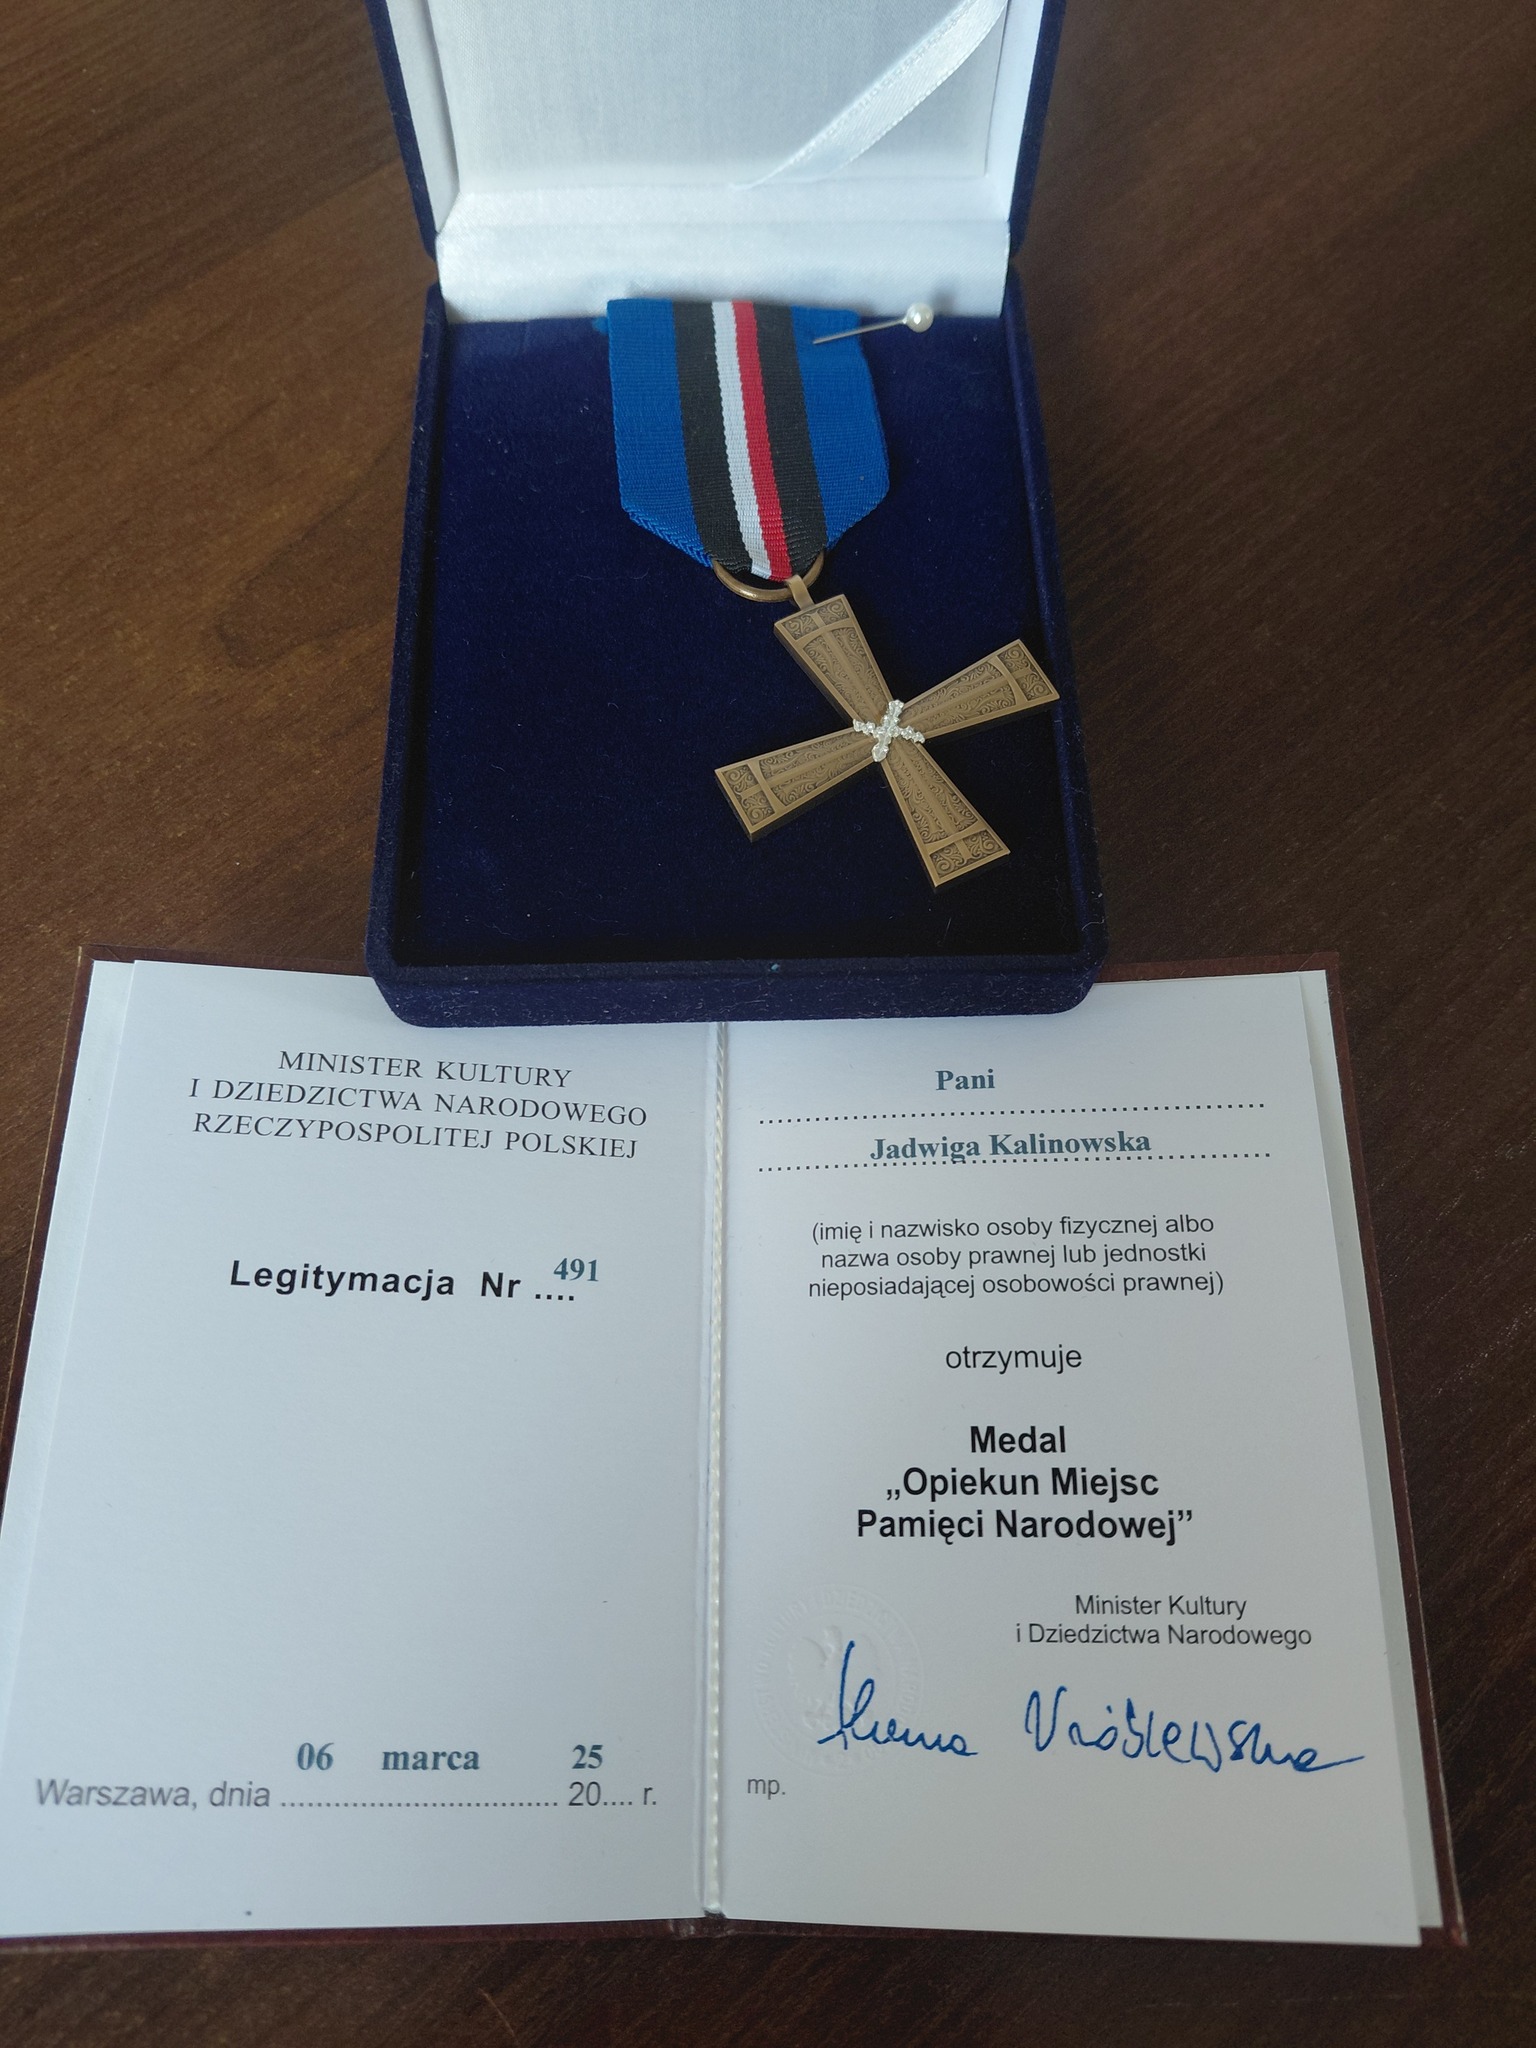 MINISTER KULTURY
I DZIEDZICTWA NARODOWEGO
RZECZYPOSPOLITEJ POLSKIEJ
Legitymacja Nr .... 491
Warszawa, dnia 06 marca 2025 r.
Pani
Jadwiga Kalinowska
(imię i nazwisko osoby fizycznej albo
nazwa osoby prawnej lub jednostki
nieposiadającej osobowości prawnej)
otrzymuje
Medal
„Opiekun Miejsc
Pamięci Narodowej”
Minister Kultury
i Dziedzictwa Narodowego
mp.